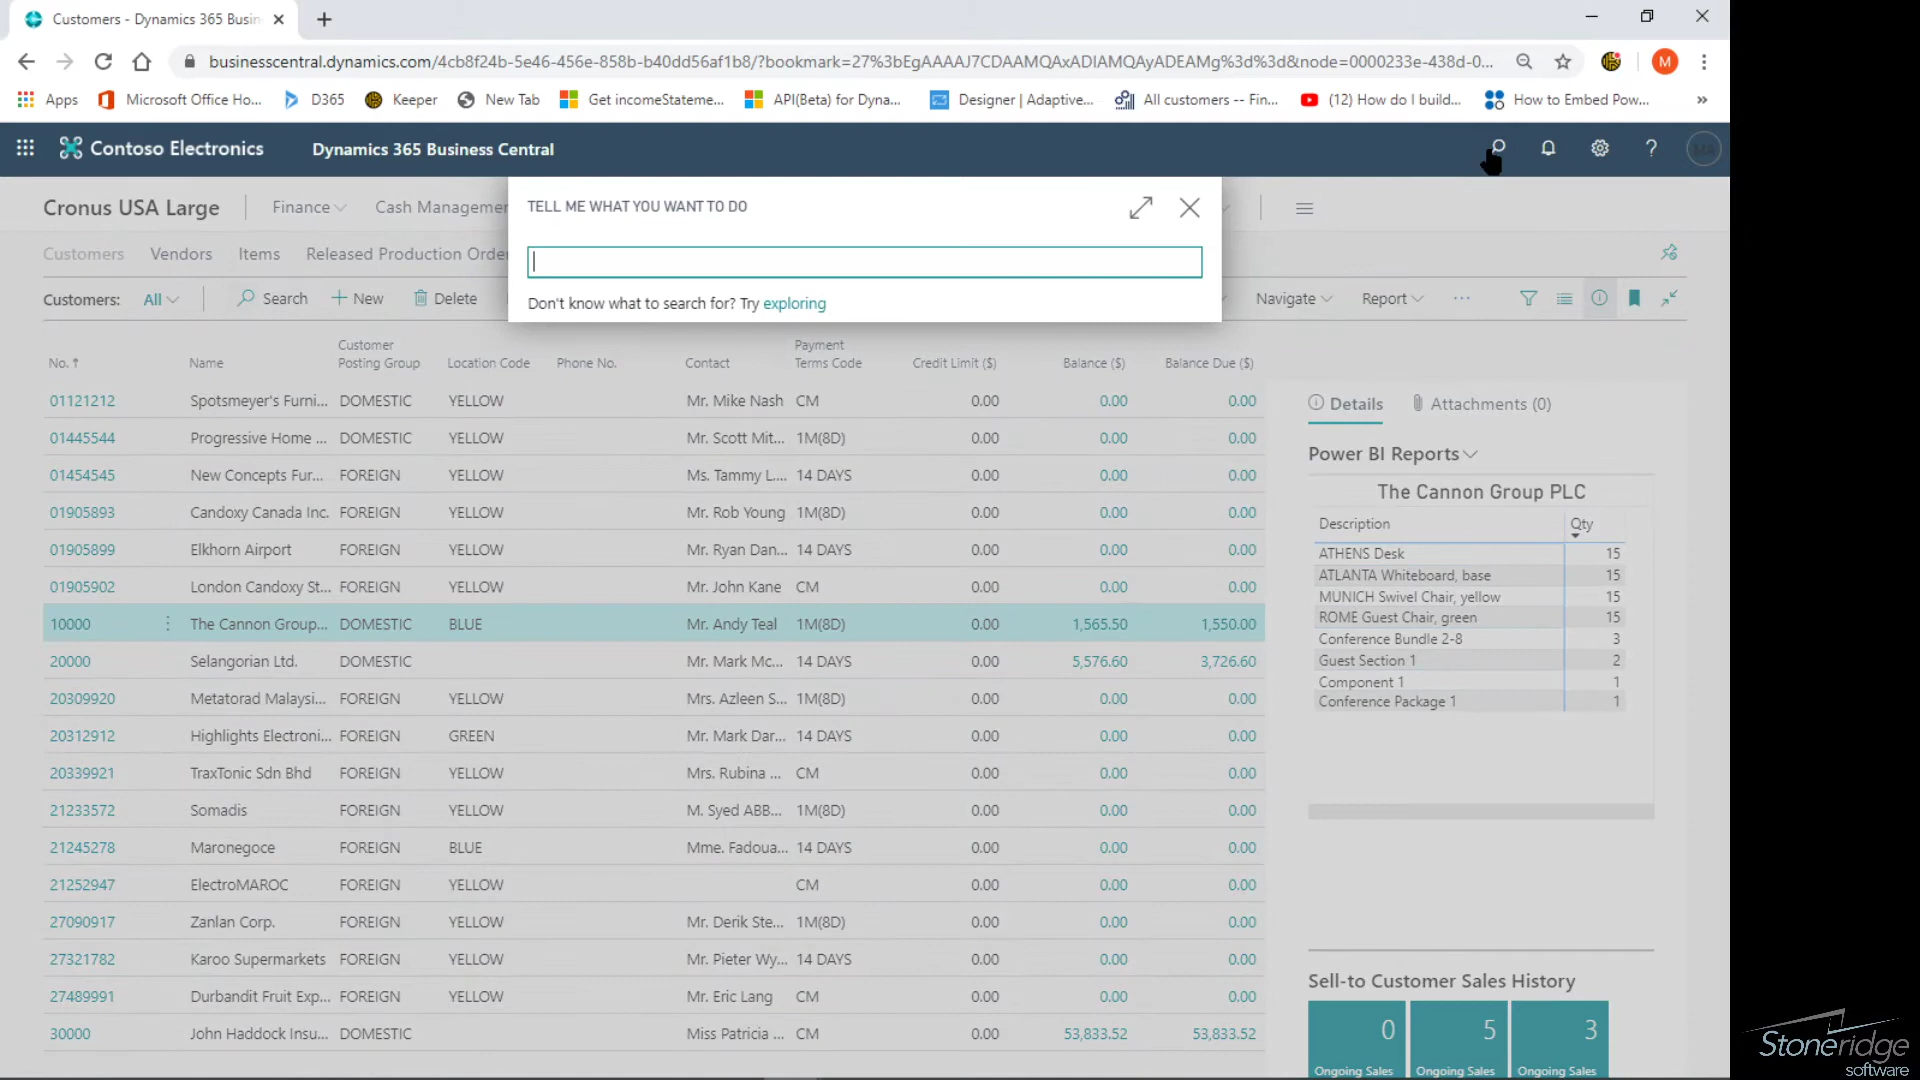 Customers - Dynamics 365 Busin
businesscentral.dynamics.com/4cb8f24b-5e46-456e-858b-b40dd56af1b8/?bookmark=27%3bEgAAAAJ7CDAAMQAxADIAMQAyADEAMg%3d%3d&node=0000233e-438d-0...
M
Apps Microsoft Office Ho... D365 Keeper New Tab Get incomeStateme... API(Beta) for Dyna... Designer | Adaptive... All customers -- Fin... (12) How do I build... How to Embed Pow... »
Contoso Electronics Dynamics 365 Business Central ? MA
TELL ME WHAT YOU WANT TO DO
Cronus USA Large Finance Cash Managemen
Customers Vendors Items Released Production Orde
Don't know what to search for? Try exploring
Customers: All Search + New Delete Navigate Report ...
No. ↑ Name Customer Posting Group Location Code Phone No. Contact Payment Terms Code Credit Limit ($) Balance ($) Balance Due ($)
01121212 Spotsmeyer's Furni... DOMESTIC YELLOW Mr. Mike Nash CM 0.00 0.00 0.00
01445544 Progressive Home ... DOMESTIC YELLOW Mr. Scott Mit... 1M(8D) 0.00 0.00 0.00
01454545 New Concepts Fur... FOREIGN YELLOW Ms. Tammy L.... 14 DAYS 0.00 0.00 0.00
01905893 Candoxy Canada Inc. FOREIGN YELLOW Mr. Rob Young 1M(8D) 0.00 0.00 0.00
01905899 Elkhorn Airport FOREIGN YELLOW Mr. Ryan Dan... 14 DAYS 0.00 0.00 0.00
01905902 London Candoxy St... FOREIGN YELLOW Mr. John Kane CM 0.00 0.00 0.00
10000 The Cannon Group... DOMESTIC BLUE Mr. Andy Teal 1M(8D) 0.00 1,565.50 1,550.00
20000 Selangorian Ltd. DOMESTIC Mr. Mark Mc... 14 DAYS 0.00 5,576.60 3,726.60
20309920 Metatorad Malaysi... FOREIGN YELLOW Mrs. Azleen S... 1M(8D) 0.00 0.00 0.00
20312912 Highlights Electroni... FOREIGN GREEN Mr. Mark Dar... 14 DAYS 0.00 0.00 0.00
20339921 TraxTonic Sdn Bhd FOREIGN YELLOW Mrs. Rubina ... CM 0.00 0.00 0.00
21233572 Somadis FOREIGN YELLOW M. Syed ABB... 1M(8D) 0.00 0.00 0.00
21245278 Maronegoce FOREIGN BLUE Mme. Fadoua... 14 DAYS 0.00 0.00 0.00
21252947 ElectroMAROC FOREIGN YELLOW CM 0.00 0.00 0.00
27090917 Zanlan Corp. FOREIGN YELLOW Mr. Derik Ste... 1M(8D) 0.00 0.00 0.00
27321782 Karoo Supermarkets FOREIGN YELLOW Mr. Pieter Wy... 14 DAYS 0.00 0.00 0.00
27489991 Durbandit Fruit Exp... FOREIGN YELLOW Mr. Eric Lang CM 0.00 0.00 0.00
30000 John Haddock Insu... DOMESTIC Miss Patricia ... CM 0.00 53,833.52 53,833.52
Details Attachments (0)
Power BI Reports
The Cannon Group PLC
Description Qty
ATHENS Desk 15
ATLANTA Whiteboard, base 15
MUNICH Swivel Chair, yellow 15
ROME Guest Chair, green 15
Conference Bundle 2-8 3
Guest Section 1 2
Component 1 1
Conference Package 1 1
Sell-to Customer Sales History
0 5 3
Ongoing Sales Ongoing Sales Ongoing Sales
Stoneridge
software